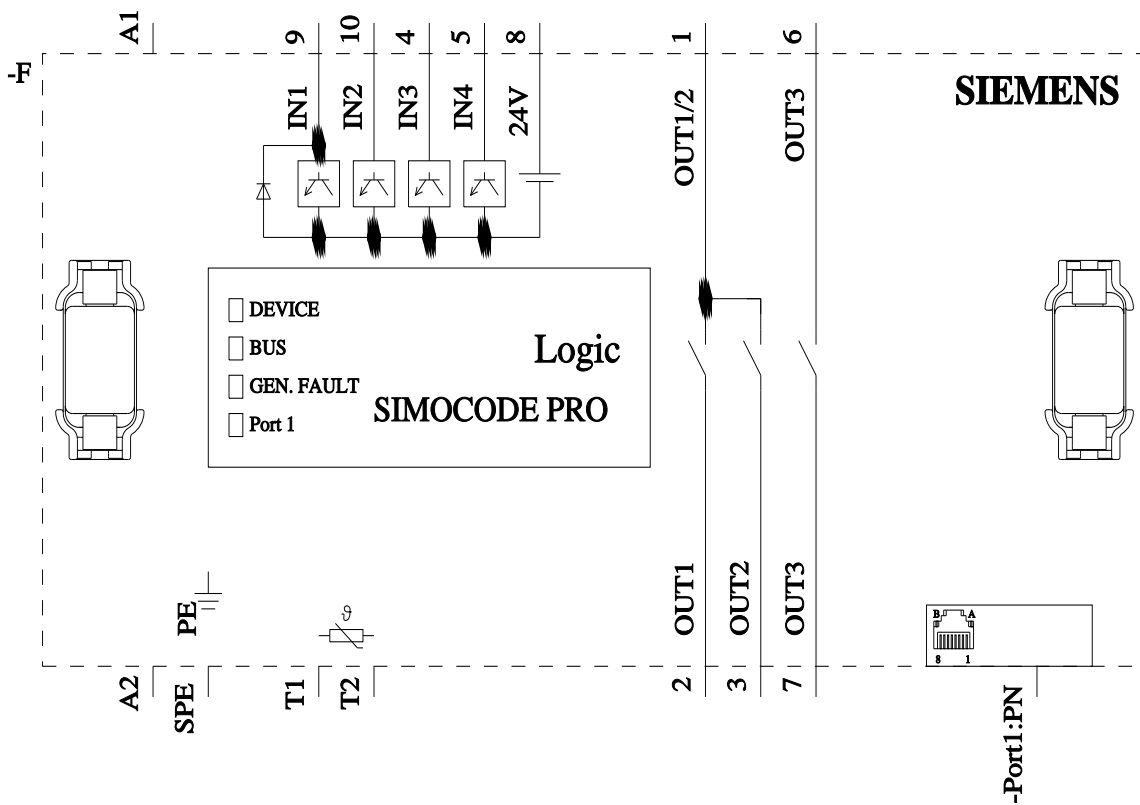 A1
9
10
4
5
8
1
6
-F
IN1
IN2
IN3
IN4
24V
OUT1/2
OUT3
SIEMENS
DEVICE
BUS
GEN. FAULT
Port 1
Logic
SIMOCODE PRO
PE
ϑ
OUT1
OUT2
OUT3
B A
8 1
A2
SPE
T1
T2
2
3
7
-Port1:PN